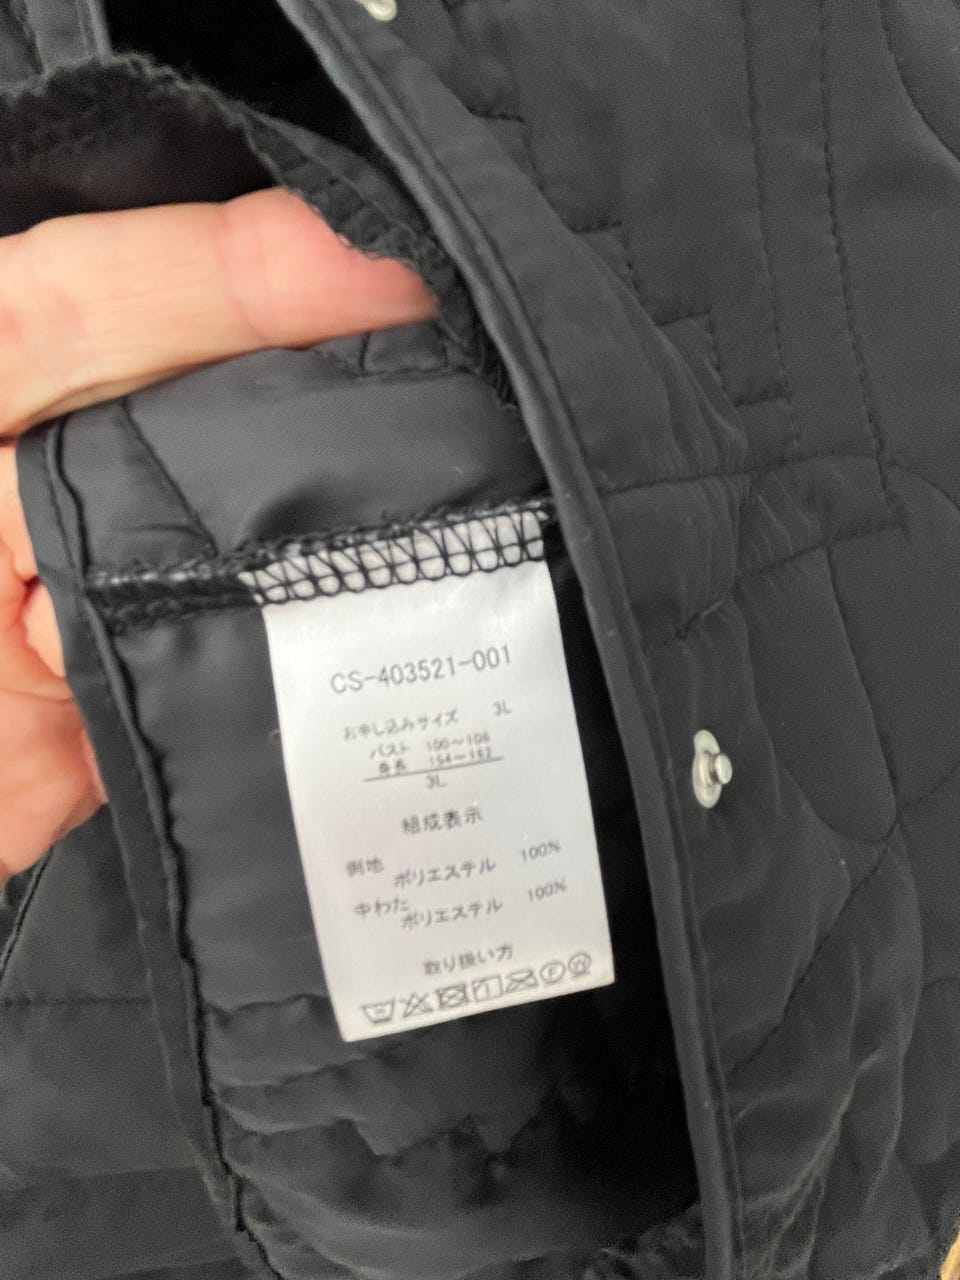 CS-403521-001
お申し込みサイズ 3L
バスト 100〜106
身長 154〜162
3L
組成表示
側地 ポリエステル 100%
中わた ポリエステル 100%
取り扱い方
F W